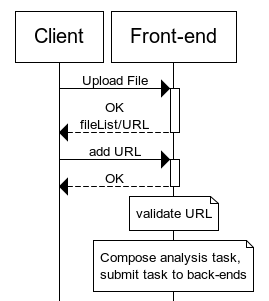 Client
Front-end
Upload File
OK
fileList/URL
add URL
OK
validate URL
Compose analysis task,
submit task to back-ends